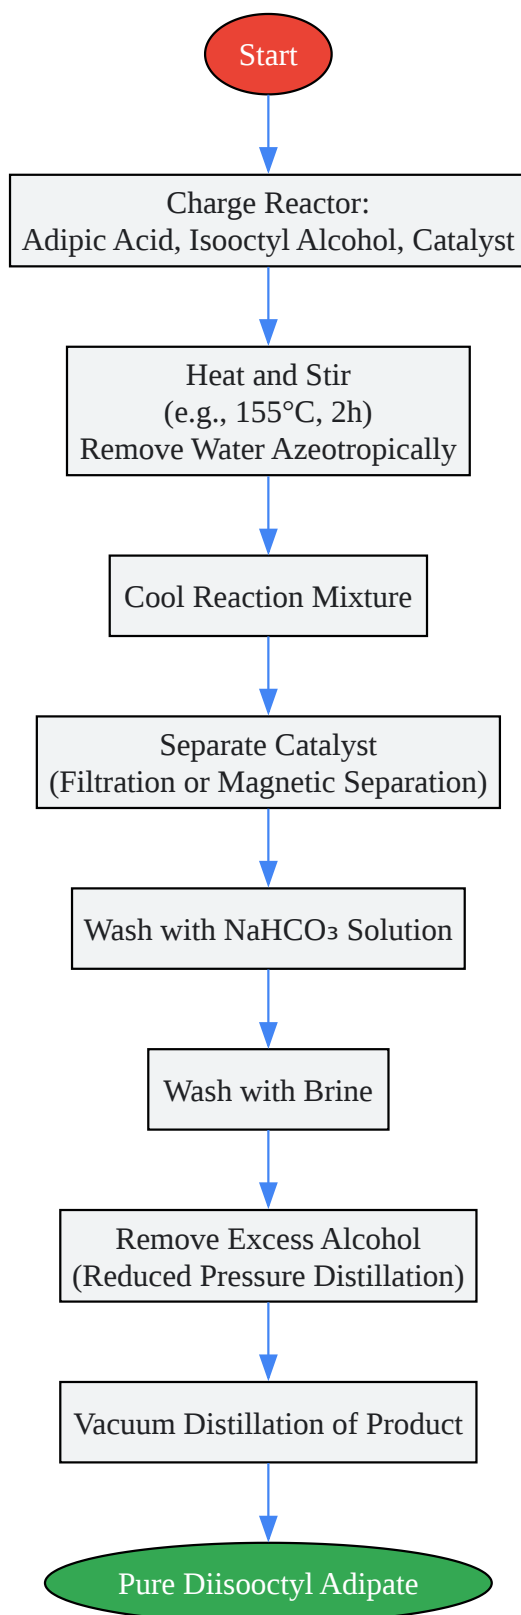 Start
Charge Reactor:
Adipic Acid, Isooctyl Alcohol, Catalyst
Heat and Stir
(e.g., 155°C, 2h)
Remove Water Azeotropically
Cool Reaction Mixture
Separate Catalyst
(Filtration or Magnetic Separation)
Wash with NaHCO₃ Solution
Wash with Brine
Remove Excess Alcohol
(Reduced Pressure Distillation)
Vacuum Distillation of Product
Pure Diisooctyl Adipate